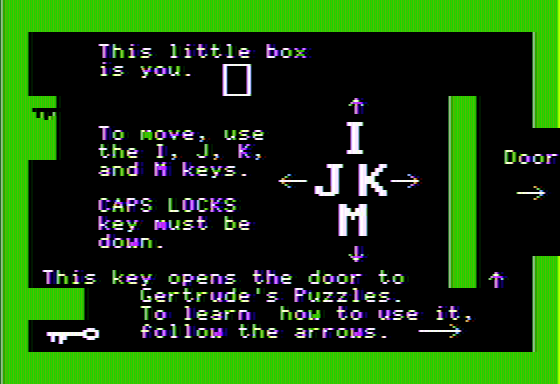 This little box
is you.
To move, use
the I, J, K,
and M keys.
I
J K
M
CAPS LOCKS
key must be
down.
Door
This key opens the door to
Gertrude's Puzzles.
To learn how to use it,
follow the arrows.